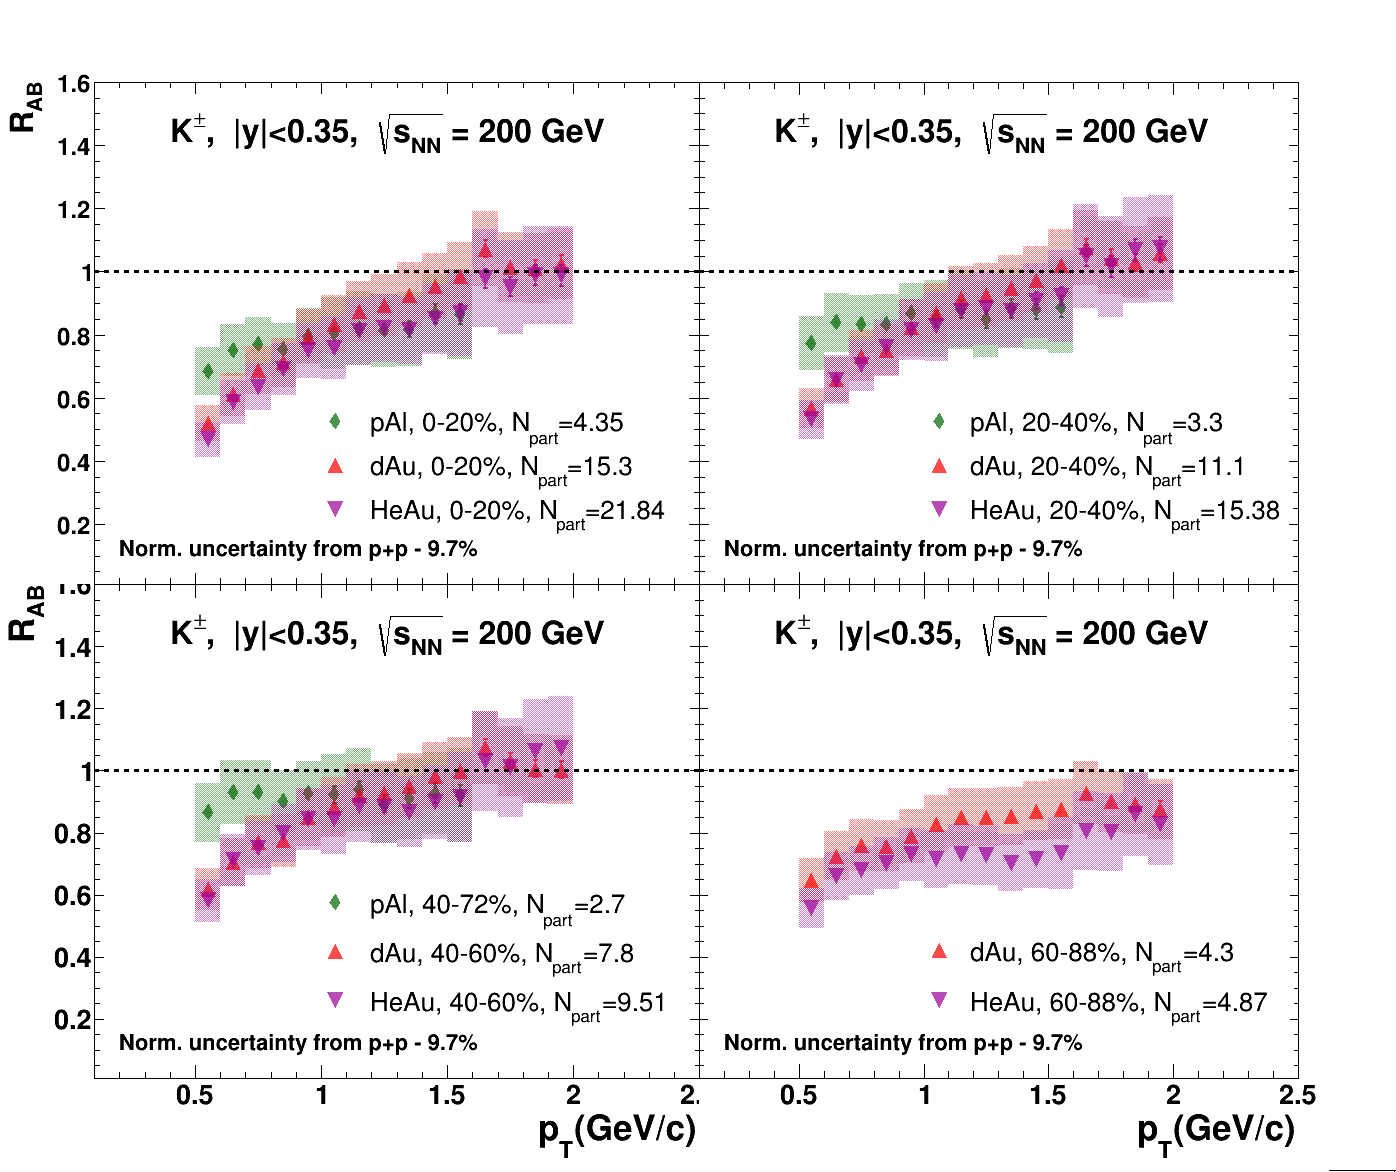 R_AB
K^±, |y|<0.35, √s_NN = 200 GeV
K^±, |y|<0.35, √s_NN = 200 GeV
1.6
1.4
1.2
1
0.8
0.6
0.4
0.2
pAl, 0-20%, N_part=4.35
dAu, 0-20%, N_part=15.3
HeAu, 0-20%, N_part=21.84
Norm. uncertainty from p+p - 9.7%
pAl, 20-40%, N_part=3.3
dAu, 20-40%, N_part=11.1
HeAu, 20-40%, N_part=15.38
Norm. uncertainty from p+p - 9.7%
R_AB
K^±, |y|<0.35, √s_NN = 200 GeV
K^±, |y|<0.35, √s_NN = 200 GeV
1.6
1.4
1.2
1
0.8
0.6
0.4
0.2
pAl, 40-72%, N_part=2.7
dAu, 40-60%, N_part=7.8
HeAu, 40-60%, N_part=9.51
Norm. uncertainty from p+p - 9.7%
dAu, 60-88%, N_part=4.3
HeAu, 60-88%, N_part=4.87
Norm. uncertainty from p+p - 9.7%
0.5 1 1.5 2 2.
0.5 1 1.5 2 2.5
p_T(GeV/c)
p_T(GeV/c)